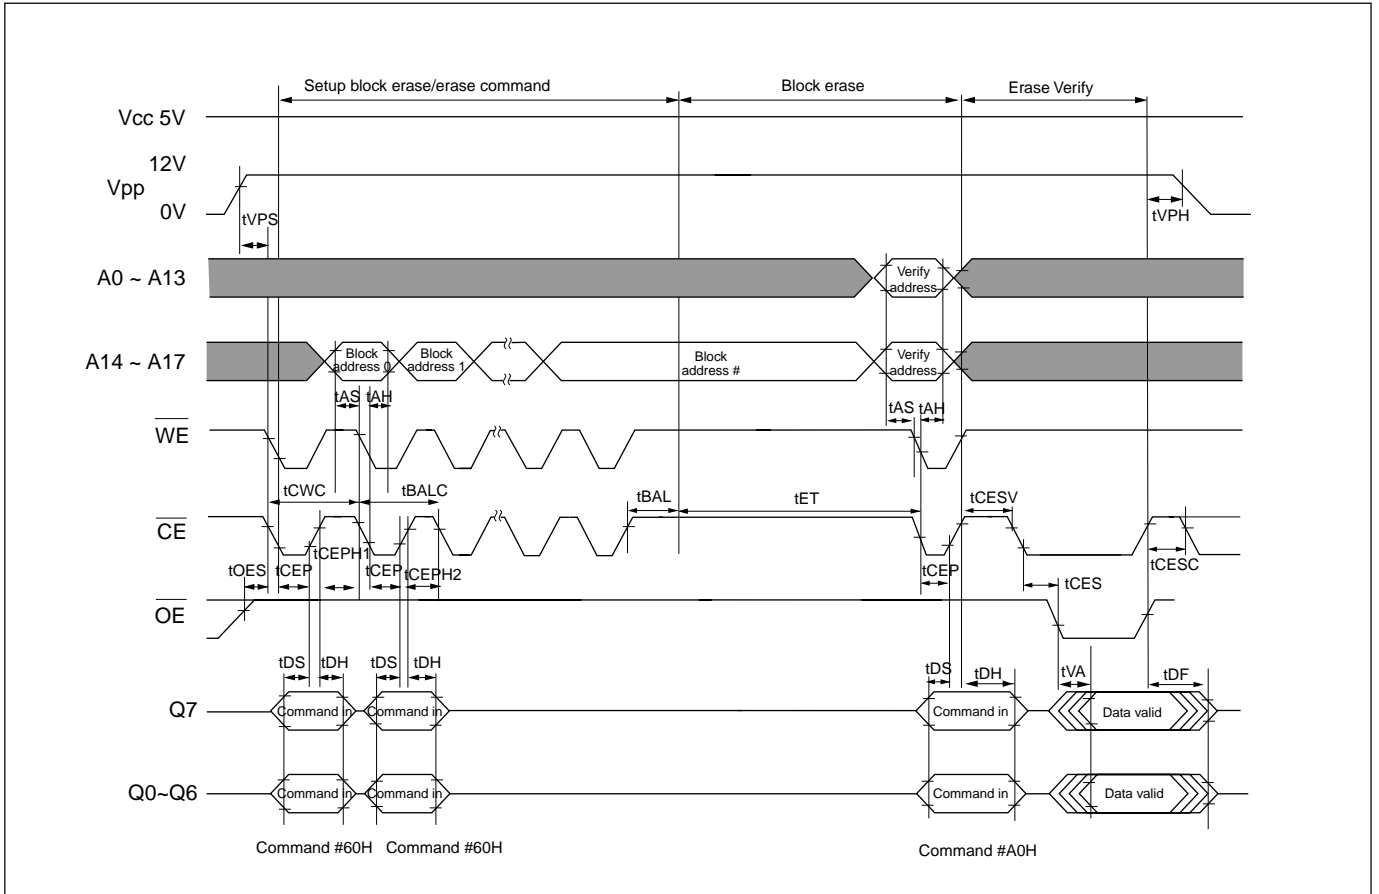 Setup block erase/erase command
Block erase
Erase Verify
Vcc 5V
12V
Vpp
0V
tVPS
tVPH
A0 ~ A13
Verify
address
A14 ~ A17
Block
address 0
Block
address 1
Block
address #
Verify
address
tAS
tAH
tAS
tAH
WE
tCWC
tBALC
tBAL
tET
tCESV
CE
tCEPH1
tOES
tCEP
tCEP
tCEPH2
tCEP
tCES
tCESC
OE
tDS
tDH
tDS
tDH
tDS
tDH
tVA
tDF
Q7
Command in
Command in
Command in
Data valid
Q0~Q6
Command in
Command in
Command in
Data valid
Command #60H
Command #60H
Command #A0H